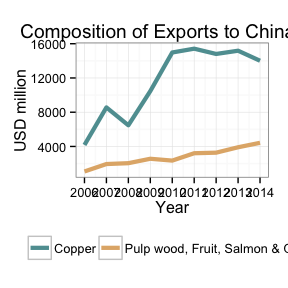 Composition of Exports to China
16000
12000
8000
4000
USD million
2006 2007 2008 2009 2010 2011 2012 2013 2014
Year
Copper Pulp wood, Fruit, Salmon &